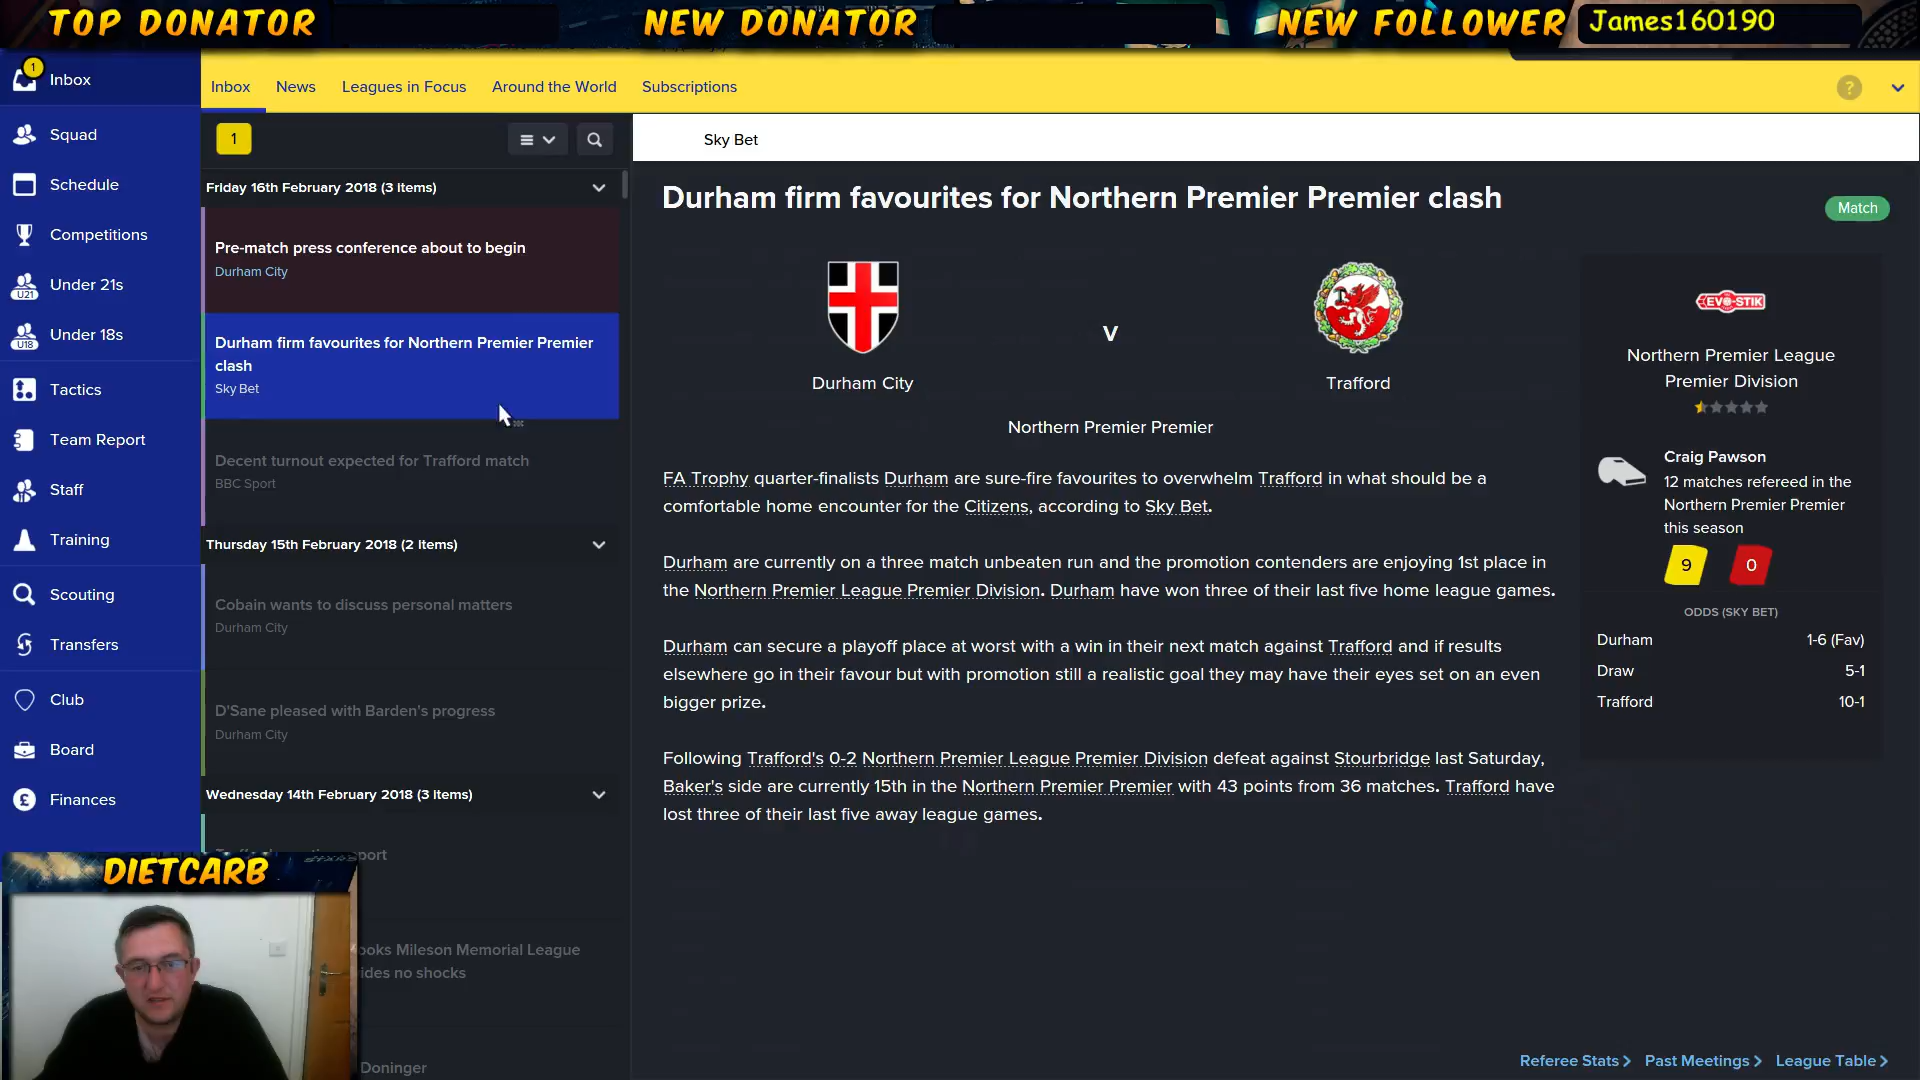 TOP DONATOR
NEW DONATOR
NEW FOLLOWER
James160190
1
Inbox
Squad
Schedule
Competitions
U21
Under 21s
U18
Under 18s
Tactics
Team Report
Staff
Training
Scouting
Transfers
Club
Board
£
Finances
Inbox
News
Leagues in Focus
Around the World
Subscriptions
?
1
Friday 16th February 2018 (3 Items)
Pre-match press conference about to begin
Durham City
Durham firm favourites for Northern Premier Premier
clash
Sky Bet
Decent turnout expected for Trafford match
BBC Sport
Thursday 15th February 2018 (2 Items)
Cobain wants to discuss personal matters
Durham City
D'Sane pleased with Barden's progress
Durham City
Wednesday 14th February 2018 (3 Items)
port
ooks Mileson Memorial League
ides no shocks
Doninger
DIETCARB
Sky Bet
Durham firm favourites for Northern Premier Premier clash
Match
Durham City
V
Trafford
Northern Premier Premier
FA Trophy quarter-finalists Durham are sure-fire favourites to overwhelm Trafford in what should be a
comfortable home encounter for the Citizens, according to Sky Bet.
Durham are currently on a three match unbeaten run and the promotion contenders are enjoying 1st place in
the Northern Premier League Premier Division. Durham have won three of their last five home league games.
Durham can secure a playoff place at worst with a win in their next match against Trafford and if results
elsewhere go in their favour but with promotion still a realistic goal they may have their eyes set on an even
bigger prize.
Following Trafford's 0-2 Northern Premier League Premier Division defeat against Stourbridge last Saturday,
Baker's side are currently 15th in the Northern Premier Premier with 43 points from 36 matches. Trafford have
lost three of their last five away league games.
EVO-STIK
Northern Premier League
Premier Division
Craig Pawson
12 matches refereed in the
Northern Premier Premier
this season
9
0
ODDS (SKY BET)
Durham 1-6 (Fav)
Draw 5-1
Trafford 10-1
Referee Stats
Past Meetings
League Table